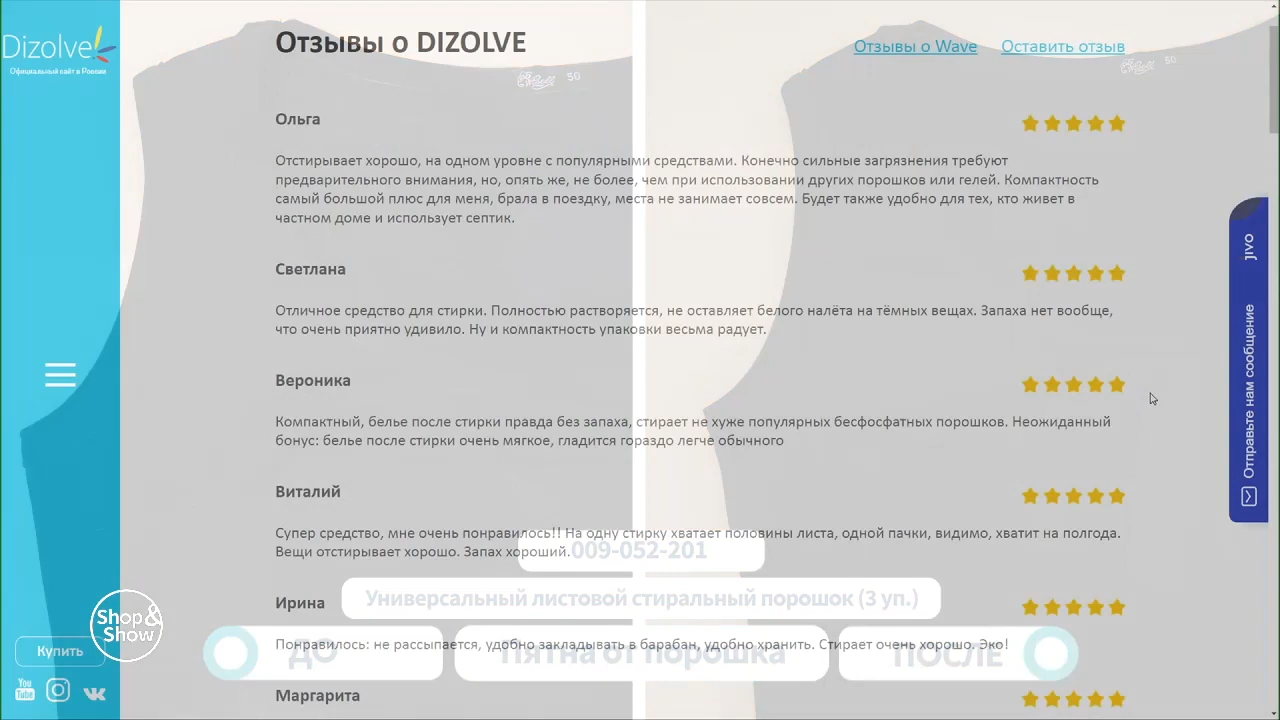 Dizolve
Официальный сайт в России
Отзывы о DIZOLVE
Отзывы о Wave
Оставить отзыв
50
50
Ольга
Отстирывает хорошо, на одном уровне с популярными средствами. Конечно сильные загрязнения требуют
предварительного внимания, но, опять же, не более, чем при использовании других порошков или гелей. Компактность
самый большой плюс для меня, брала в поездку, места не занимает совсем. Будет также удобно для тех, кто живет в
частном доме и использует септик.
Светлана
Отличное средство для стирки. Полностью растворяется, не оставляет белого налёта на тёмных вещах. Запаха нет вообще,
что очень приятно удивило. Ну и компактность упаковки весьма радует.
Вероника
Компактный, белье после стирки правда без запаха, стирает не хуже популярных бесфосфатных порошков. Неожиданный
бонус: белье после стирки очень мягкое, гладится гораздо легче обычного
Виталий
Супер средство, мне очень понравилось!! На одну стирку хватает половины листа, одной пачки, видимо, хватит на полгода.
Вещи отстирывает хорошо. Запах хороший.
009-052-201
Ирина
Универсальный листовой стиральный порошок (3 уп.)
Понравилось: не рассыпается, удобно закладывать в барабан, удобно хранить. Стирает очень хорошо. Эко!
ДО
Пятна от порошка
ПОСЛЕ
Маргарита
Shop&
Show
Купить
You
Tube
jivo
Отправьте нам сообщение